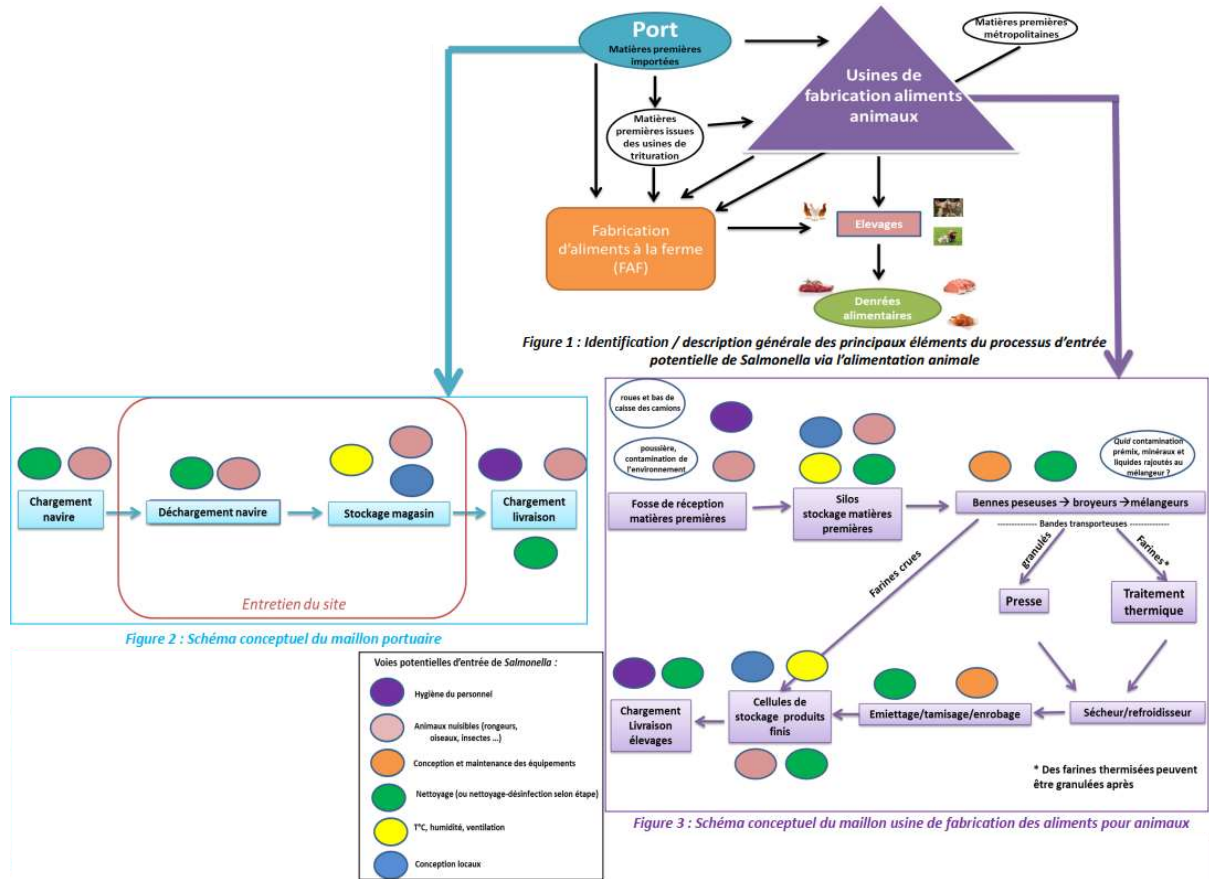 Port
Matières premières
importées
Matières premières
métropolitaines
Usines de
fabrication aliments
animaux
Matières
premières issues
des usines de
trituration
Fabrication
d'aliments à la ferme
(FAF)
Elevages
Denrées
alimentaires
Figure 1 : Identification / description générale des principaux éléments du processus d'entrée
potentielle de Salmonella via l'alimentation animale
Chargement
navire
Déchargement navire
Stockage magasin
Chargement
livraison
Entretien du site
Figure 2 : Schéma conceptuel du maillon portuaire
Voies potentielles d'entrée de Salmonella :
Hygiène du personnel
Animaux nuisibles (rongeurs,
oiseaux, insectes ...)
Conception et maintenance des équipements
Nettoyage (ou nettoyage-désinfection selon étape)
T°C, humidité, ventilation
Conception locaux
roues et bas de
caisse des camions
poussière,
contamination de
l'environnement
Quid contamination
prémix, minéraux et
liquides rajoutés au
mélangeur ?
Fosse de réception
matières premières
Silos
stockage matières
premières
Bennes peseuses → broyeurs →mélangeurs
Bandes transporteuses
Farines crues
granulés
Farines*
Presse
Traitement
thermique
Chargement
Livraison
élevages
Cellules de
stockage produits
finis
Emiettage/tamisage/enrobage
Sécheur/refroidisseur
* Des farines thermisées peuvent
être granulées après
Figure 3 : Schéma conceptuel du maillon usine de fabrication des aliments pour animaux